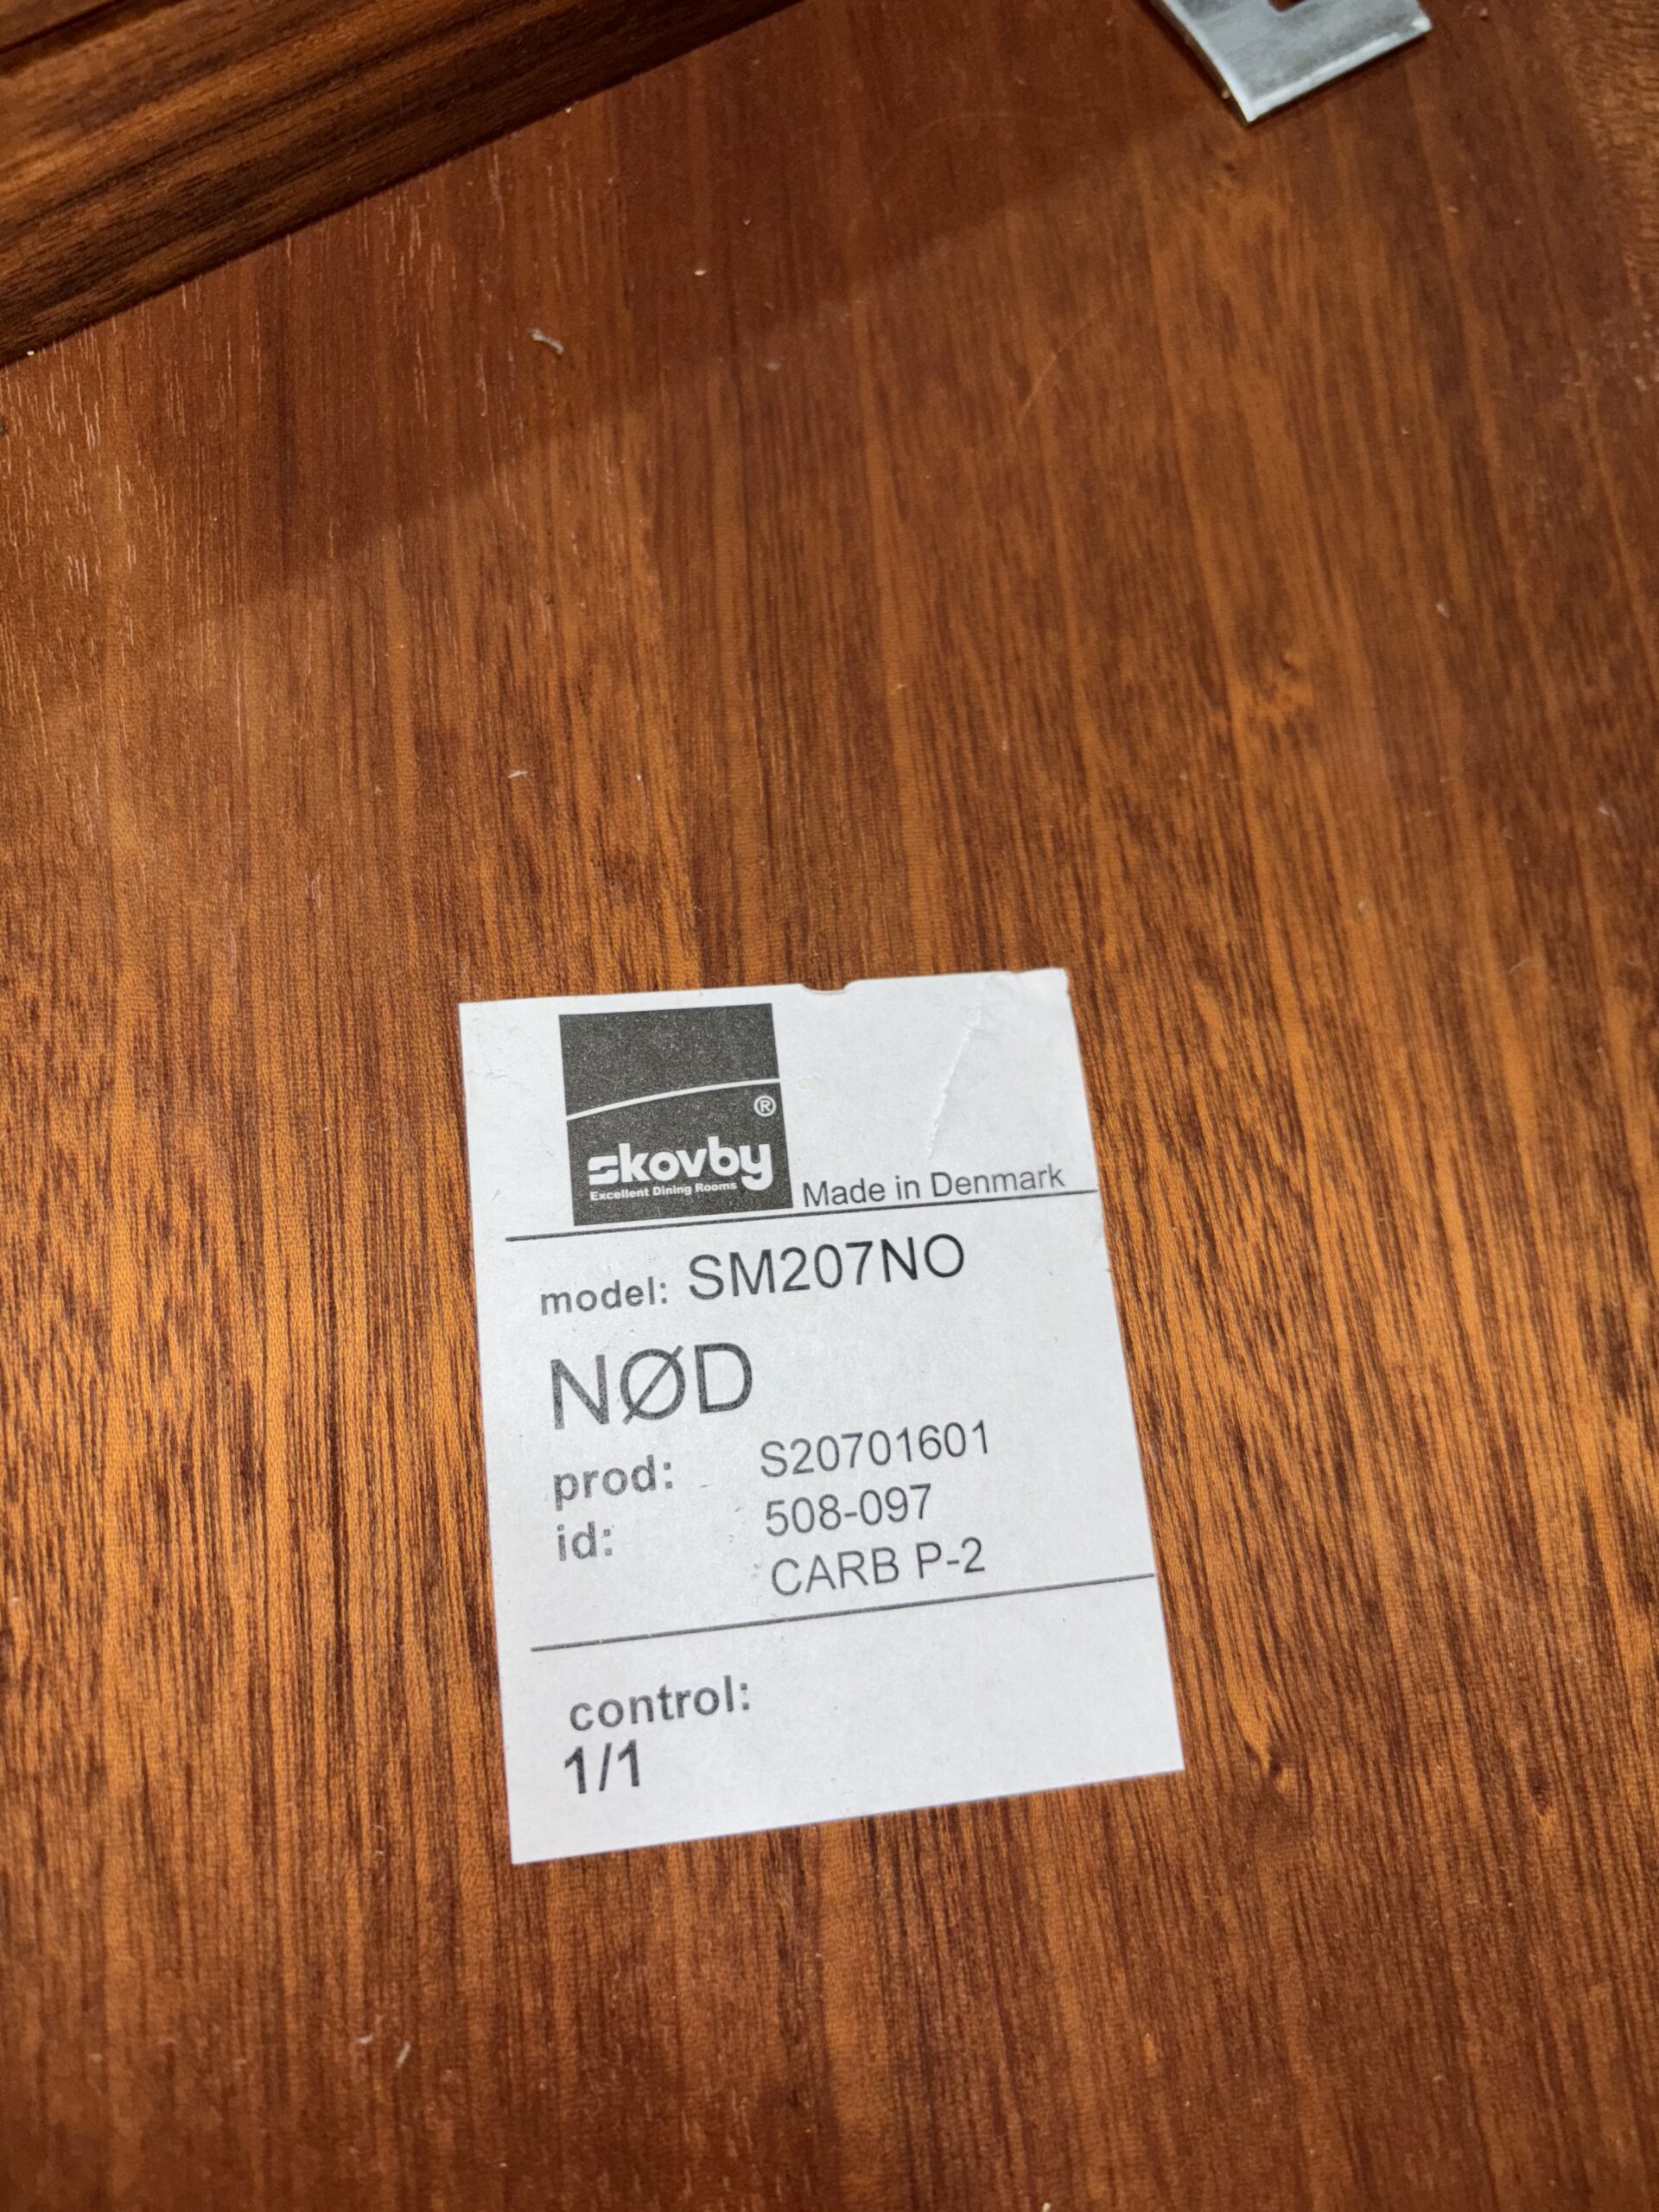 skovby®
Excellent Dining Rooms
Made in Denmark
model: SM207NO
NØD
prod: S20701601
id: 508-097
CARB P-2
control:
1/1